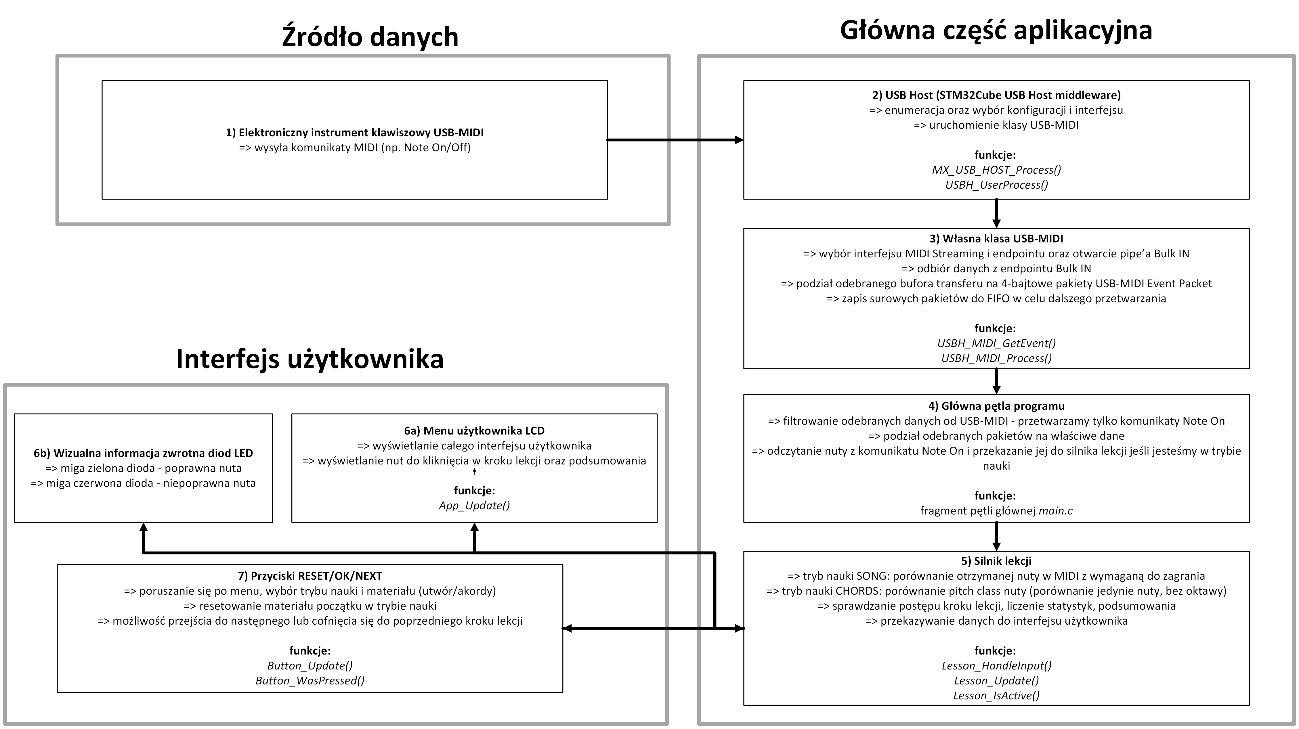 Źródło danych
1) Elektroniczny instrument klawiszowy USB-MIDI
=> wysyła komunikaty MIDI (np. Note On/Off)
Główna część aplikacyjna
2) USB Host (STM32Cube USB Host middleware)
=> enumeracja oraz wybór konfiguracji i interfejsu
=> uruchomienie klasy USB-MIDI
funkcje:
MX_USB_HOST_Process()
USBH_UserProcess()
3) Własna klasa USB-MIDI
=> wybór interfejsu MIDI Streaming i endpointu oraz otwarcie pipe’a Bulk IN
=> odbiór danych z endpointu Bulk IN
=> podział odebranego bufora transferu na 4-bajtowe pakiety USB-MIDI Event Packet
=> zapis surowych pakietów do FIFO w celu dalszego przetwarzania
funkcje:
USBH_MIDI_GetEvent()
USBH_MIDI_Process()
4) Główna pętla programu
=> filtrowanie odebranych danych od USB-MIDI - przetwarzamy tylko komunikaty Note On
=> podział odebranych pakietów na właściwe dane
=> odczytanie nuty z komunikatu Note On i przekazanie jej do silnika lekcji jeśli jesteśmy w trybie
nauki
funkcje:
fragment pętli głównej main.c
5) Silnik lekcji
=> tryb nauki SONG: porównanie otrzymanej nuty w MIDI z wymaganą do zagrania
=> tryb nauki CHORDS: porównanie pitch class nuty (porównanie jedynie nuty, bez oktawy)
=> sprawdzanie postępu kroku lekcji, liczenie statystyk, podsumowania
=> przekazywanie danych do interfejsu użytkownika
funkcje:
Lesson_HandleInput()
Lesson_Update()
Lesson_IsActive()
Interfejs użytkownika
6b) Wizualna informacja zwrotna diod LED
=> miga zielona dioda - poprawna nuta
=> miga czerwona dioda - niepoprawna nuta
6a) Menu użytkownika LCD
=> wyświetlanie całego interfejsu użytkownika
=> wyświetlanie nut do kliknięcia w kroku lekcji oraz podsumowania
funkcje:
App_Update()
7) Przyciski RESET/OK/NEXT
=> poruszanie się po menu, wybór trybu nauki i materiału (utwór/akordy)
=> resetowanie materiału początku w trybie nauki
=> możliwość przejścia do następnego lub cofnięcia się do poprzedniego kroku lekcji
funkcje:
Button_Update()
Button_WasPressed()